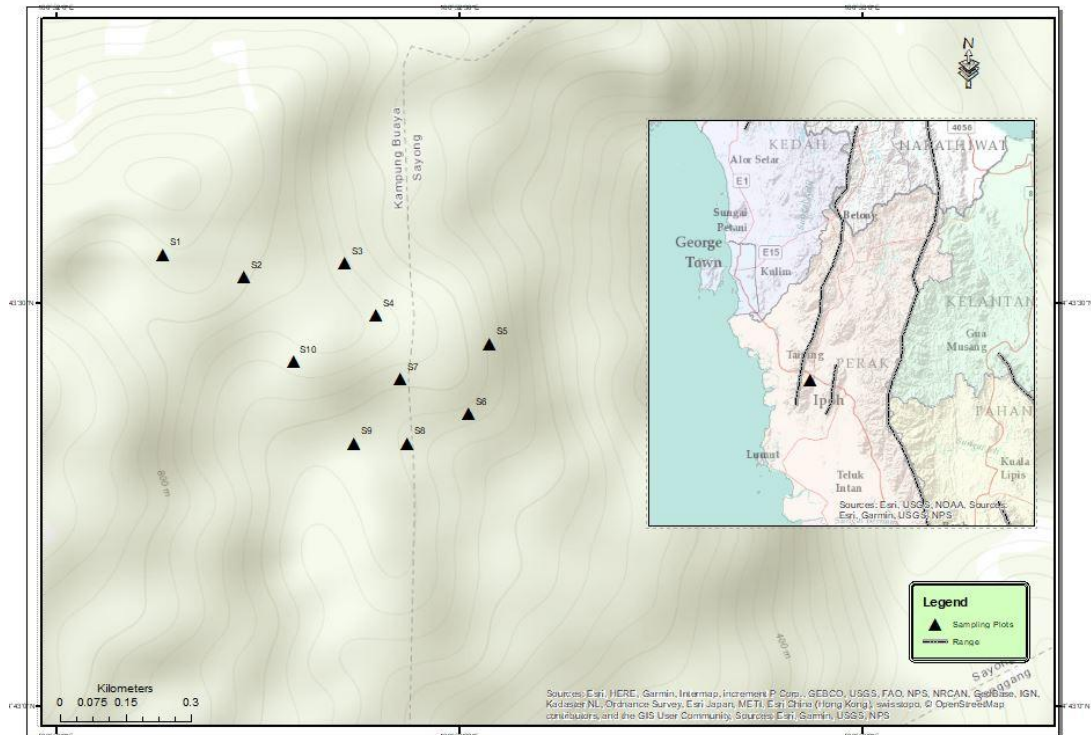 N
Kampung Buaya
Sayong
S1
S2
S3
S4
S5
S6
S7
S8
S9
S10
43'30"N
800 m
400 m
4056
KEDAH
NARATHIWAT
Alor Setar
E1
Sungai
Petani
Betong
E15
George
Town
Kulim
KELANTAN
Gua
Musang
Taiping
PERAK
Ipoh
PAHAN
Lumut
Kuala
Lipis
Teluk
Intan
Sources: Esri, USGS, NOAA, Sources:
Esri, Garmin, USGS, NPS
Legend
Sampling Plots
Range
Sayong
Kilometers
0 0.075 0.15 0.3
Sources: Esri, HERE, Garmin, Intermap, increment P Corp., GEBCO, USGS, FAO, NPS, NRCAN, GeoBase, IGN,
Kadaster NL, Ordnance Survey, Esri Japan, METI, Esri China (Hong Kong), swisstopo, © OpenStreetMap
contributors, and the GIS User Community, Sources: Esri, Garmin, USGS, NPS